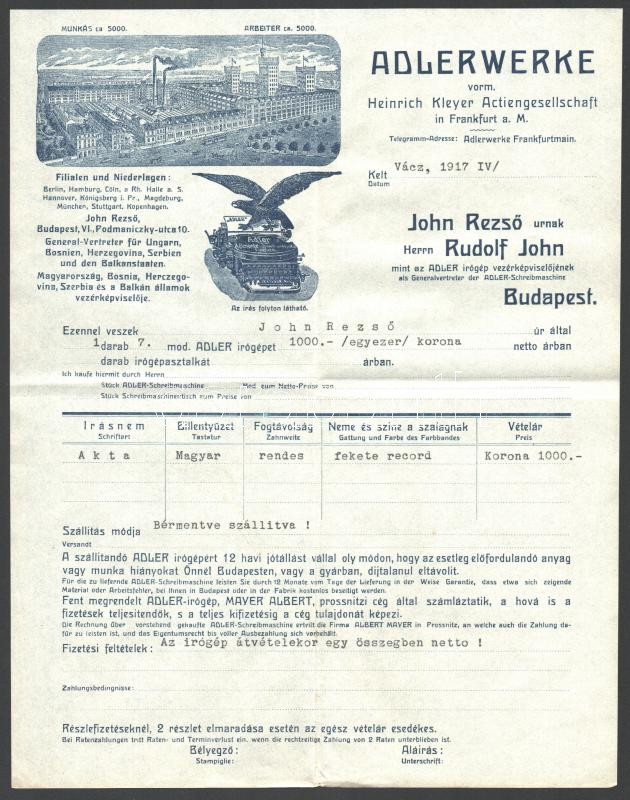 MUNKÁS ca 5000. ARBEITER ca. 5000.
ADLERWERKE
vorm.
Heinrich Kleyer Actiengesellschaft
in Frankfurt a. M.
Telegramm-Adresse: Adlerwerke Frankfurtmain.
Kelt Vácz, 1917 IV/
Datum
Filialen und Niederlagen:
Berlin, Hamburg, Cöln, a Rh. Halle a. S.
Hannover, Königsberg i. Pr., Magdeburg,
München, Stuttgart, Kopenhagen.
John Rezső,
Budapest, VI., Podmaniczky-utca 10.
General-Vertreter für Ungarn,
Bosnien, Herzegovina, Serbien
und den Balkanstaaten.
Magyarország, Bosnia, Herczego-
vina, Szerbia és a Balkán államok
vezérképviselője.
„ADLER"
Adler
Az irás folyton látható.
John Rezső urnak
Herrn Rudolf John
mint az ADLER irógép vezérképviselőjének
als Generalvertreter der ADLER-Schreibmaschine
Budapest.
Ezennel veszek John Rezső úr által
1 darab 7. mod. ADLER irógépet 1000.- /egyezer/ korona netto árban
darab irógépasztalkát árban.
Ich kaufe hiermit durch Herrn
Stück ADLER-Schreibmaschine Mod zum Netto-Preise von
Stück Schreibmaschinentisch zum Preise von
Irásnem Billentyűzet Fogtávolság Neme és szine a szalagnak Vételár
Schriftart Tastatur Zahnweite Gattung und Farbe des Farbbandes Preis
Akta Magyar rendes fekete record Korona 1000.-
Szállitás módja Bérmentve szállitva !
Versandt
A szállitandó ADLER irógépért 12 havi jótállást vállal oly módon, hogy az esetleg előfordulandó anyag
vagy munka hiányokat Önnél Budapesten, vagy a gyárban, dijtalanul eltávolit.
Für die zu liefernde ADLER-Schreibmaschine leisten Sie durch 12 Monate vom Tage der Lieferung in der Weise Garantie, dass etwa sich zeigende
Material oder Arbeitsfehler, bei Ihnen in Budapest oder in der Fabrik kostenlos beseitigt werden.
Fent megrendelt ADLER-irógép, MAYER ALBERT, prossnitzi cég által számláztatik, a hová is a
fizetések teljesitendők, s a teljes kifizetésig a cég tulajdonát képezi.
Die Rechnung über vorstehend gekaufte ADLER-Schreibmaschine erteilt die Firma ALBERT MAYER in Prossnitz, an welche auch die Zahlung da-
für zu leisten ist, und das Eigentumsrecht bis voller Ausbezahlung sich vorbehält.
Fizetési feltételek: Az irógép átvételekor egy összegben netto !
Zahlungsbedingnisse:
Részlefizetéseknél, 2 részlet elmaradása esetén az egész vételár esedékes.
Bei Ratenzahlungen tritt Raten- und Terminverlust ein, wenn die rechtzeitige Zahlung von 2 Raten unterblieben ist.
Bélyegző: Aláirás:
Stampiglie: Unterschrift: